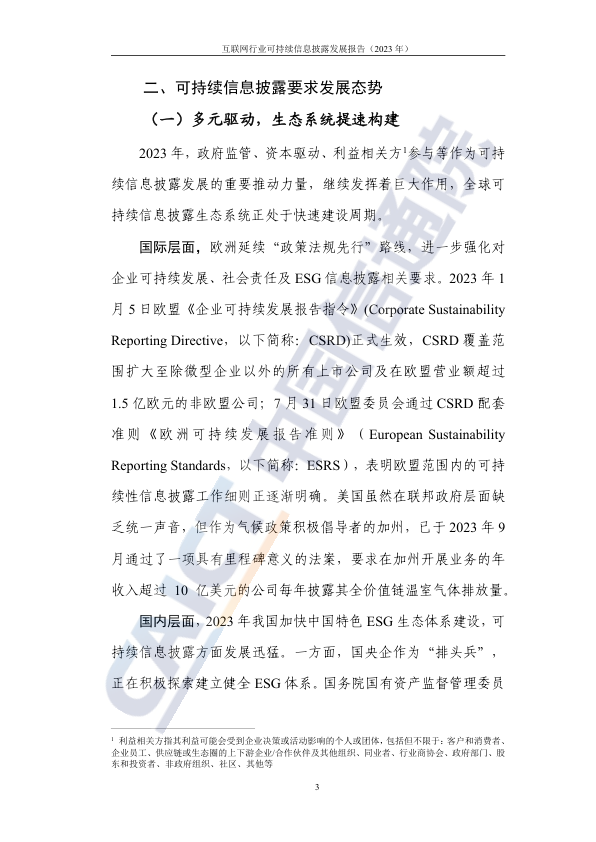 互联网行业可持续信息披露发展报告（2023 年）
二、可持续信息披露要求发展态势
（一）多元驱动，生态系统提速构建
2023 年，政府监管、资本驱动、利益相关方1参与等作为可持
续信息披露发展的重要推动力量，继续发挥着巨大作用，全球可
持续信息披露生态系统正处于快速建设周期。
国际层面，欧洲延续“政策法规先行”路线，进一步强化对
企业可持续发展、社会责任及 ESG 信息披露相关要求。2023 年 1
月 5 日欧盟《企业可持续发展报告指令》(Corporate Sustainability
Reporting Directive，以下简称：CSRD)正式生效，CSRD 覆盖范
围扩大至除微型企业以外的所有上市公司及在欧盟营业额超过
1.5 亿欧元的非欧盟公司；7 月 31 日欧盟委员会通过 CSRD 配套
准则《欧洲可持续发展报告准则》（European Sustainability
Reporting Standards，以下简称：ESRS），表明欧盟范围内的可持
续性信息披露工作细则正逐渐明确。美国虽然在联邦政府层面缺
乏统一声音，但作为气候政策积极倡导者的加州，已于 2023 年 9
月通过了一项具有里程碑意义的法案，要求在加州开展业务的年
收入超过 10 亿美元的公司每年披露其全价值链温室气体排放量。
国内层面，2023 年我国加快中国特色 ESG 生态体系建设，可
持续信息披露方面发展迅猛。一方面，国央企作为“排头兵”，
正在积极探索建立健全 ESG 体系。国务院国有资产监督管理委员
1 利益相关方指其利益可能会受到企业决策或活动影响的个人或团体，包括但不限于：客户和消费者、
企业员工、供应链或生态圈的上下游企业/合作伙伴及其他组织、同业者、行业商协会、政府部门、股
东和投资者、非政府组织、社区、其他等
3
CAICT 中国信通院